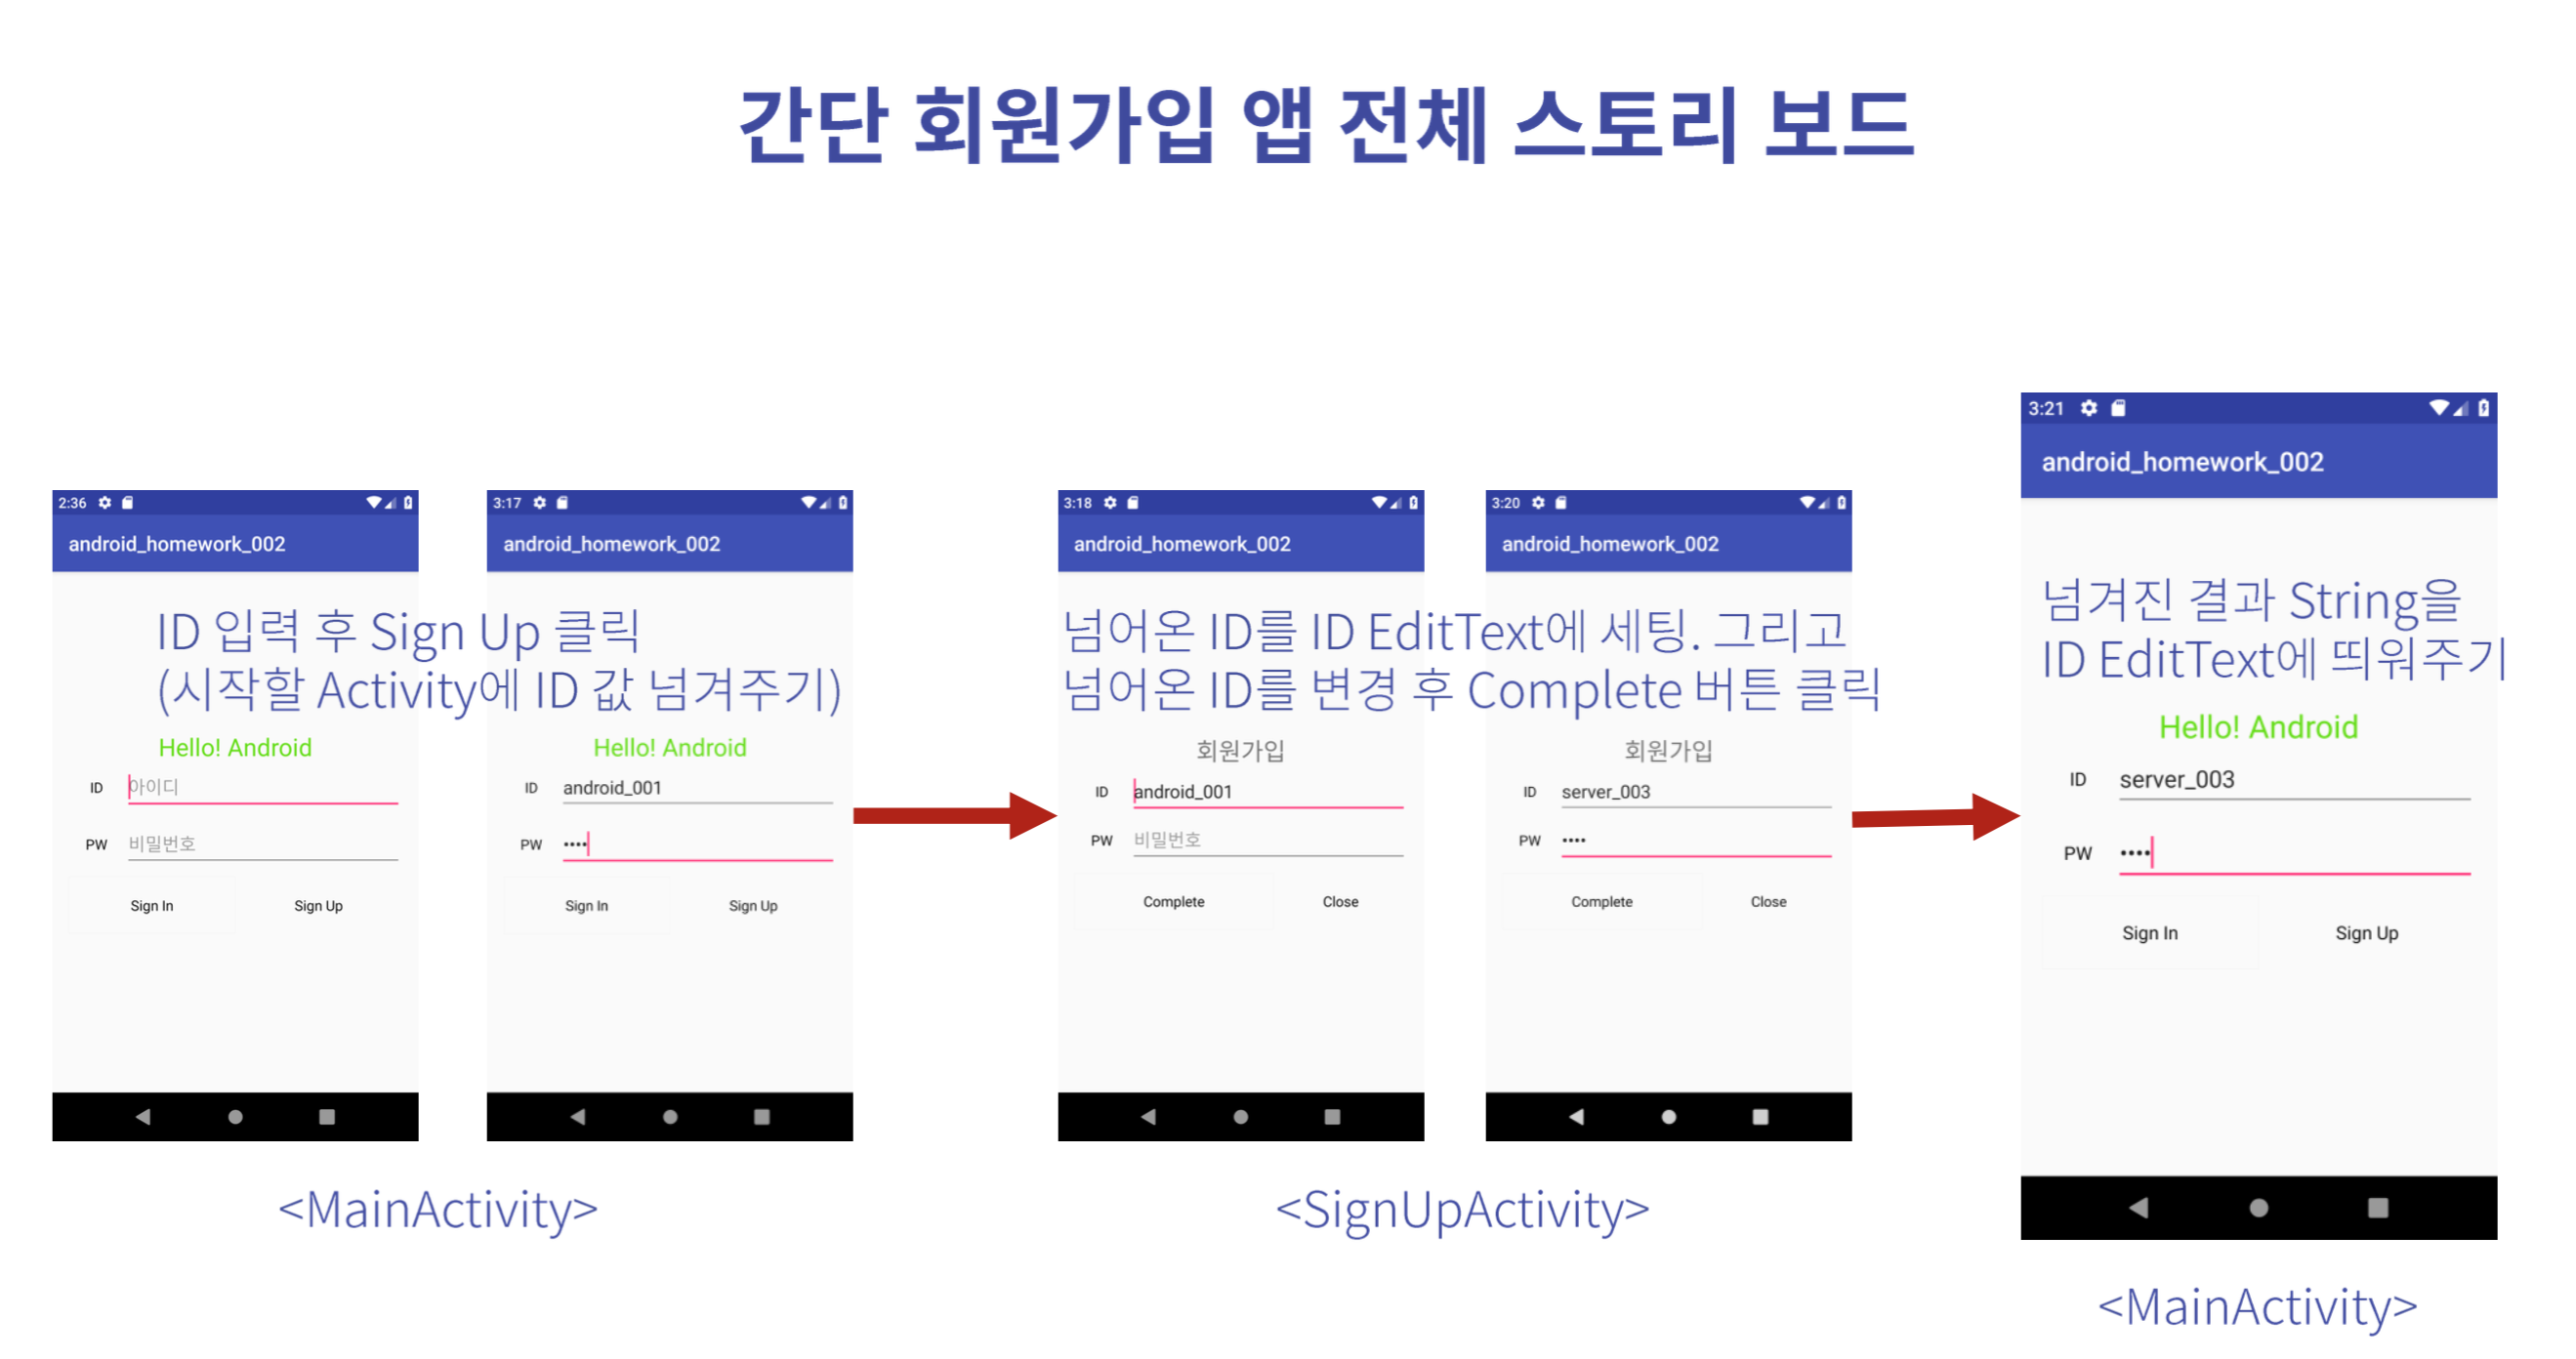 간단 회원가입 앱 전체 스토리 보드
2:36
android_homework_002
ID 입력 후 Sign Up 클릭
(시작할 Activity에 ID 값 넘겨주기)
Hello! Android
ID 아이디
PW 비밀번호
Sign In Sign Up
3:17
android_homework_002
Hello! Android
ID android_001
PW ••••
Sign In Sign Up
<MainActivity>
3:18
android_homework_002
넘어온 ID를 ID EditText에 세팅. 그리고
넘어온 ID를 변경 후 Complete 버튼 클릭
회원가입
ID android_001
PW 비밀번호
Complete Close
3:20
android_homework_002
회원가입
ID server_003
PW ••••
Complete Close
<SignUpActivity>
3:21
android_homework_002
넘겨진 결과 String을
ID EditText에 띄워주기
Hello! Android
ID server_003
PW ••••
Sign In Sign Up
<MainActivity>